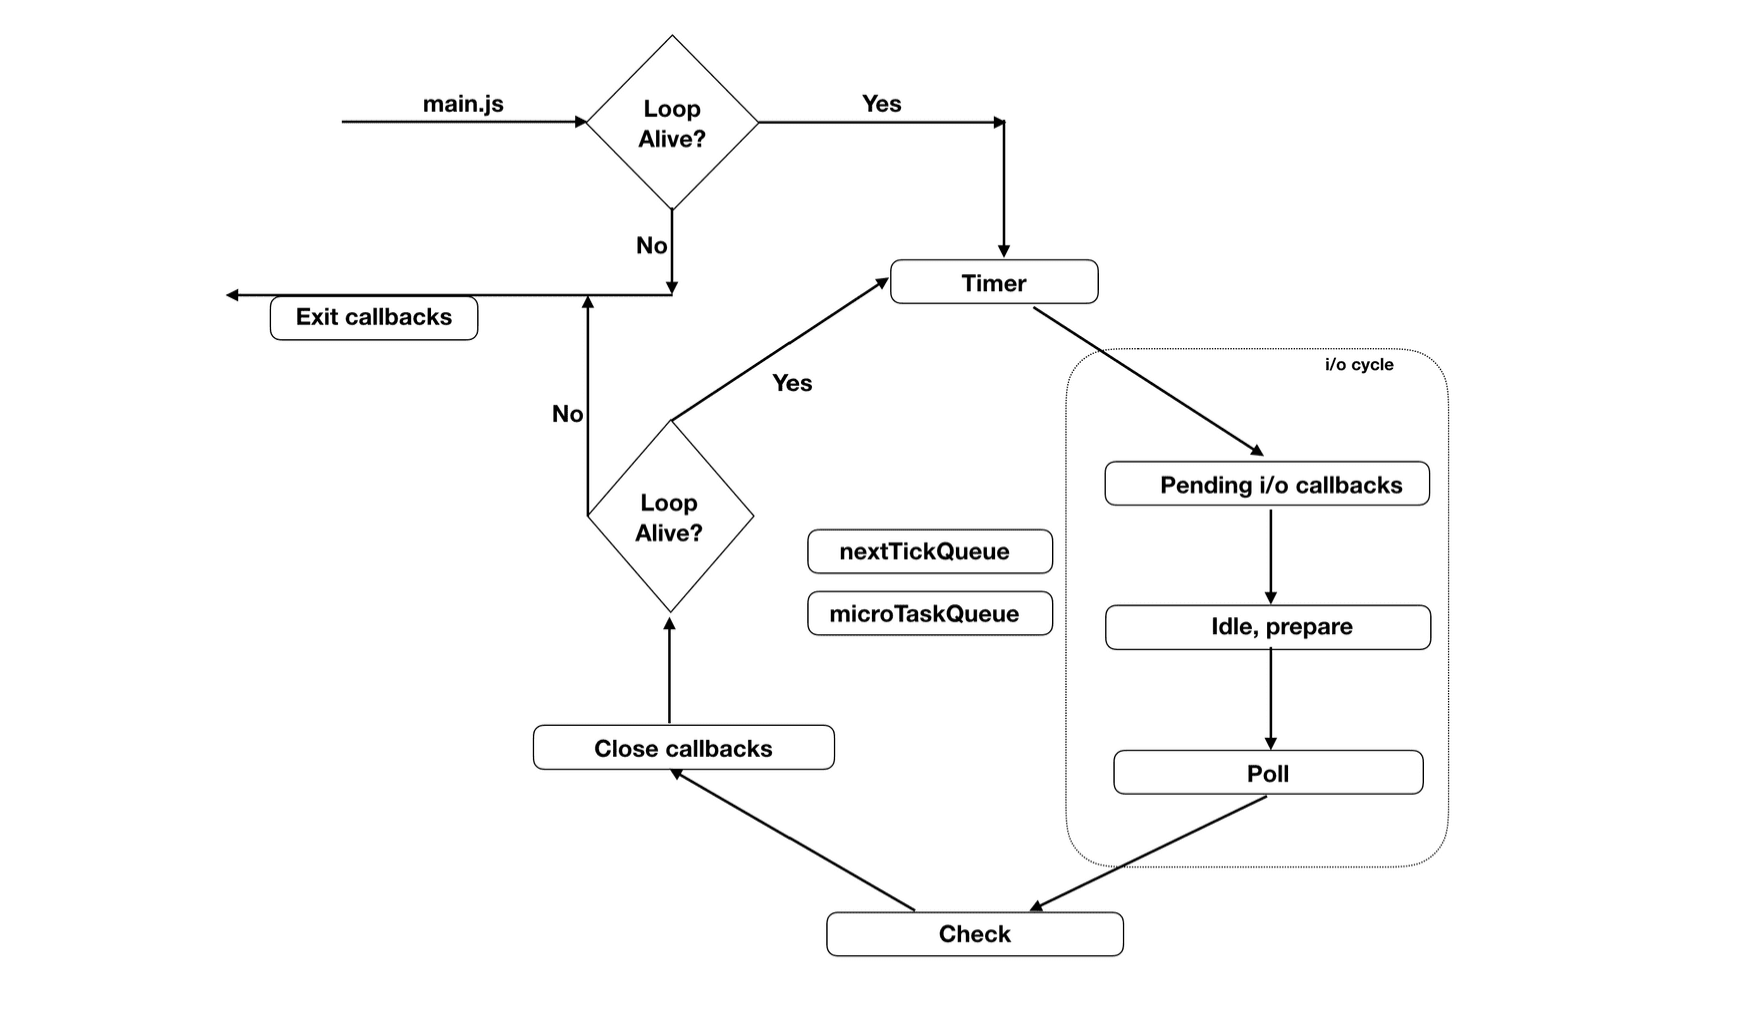 main.js
Loop
Alive?
Yes
No
Timer
Exit callbacks
i/o cycle
Yes
No
Pending i/o callbacks
Loop
Alive?
nextTickQueue
microTaskQueue
Idle, prepare
Close callbacks
Poll
Check